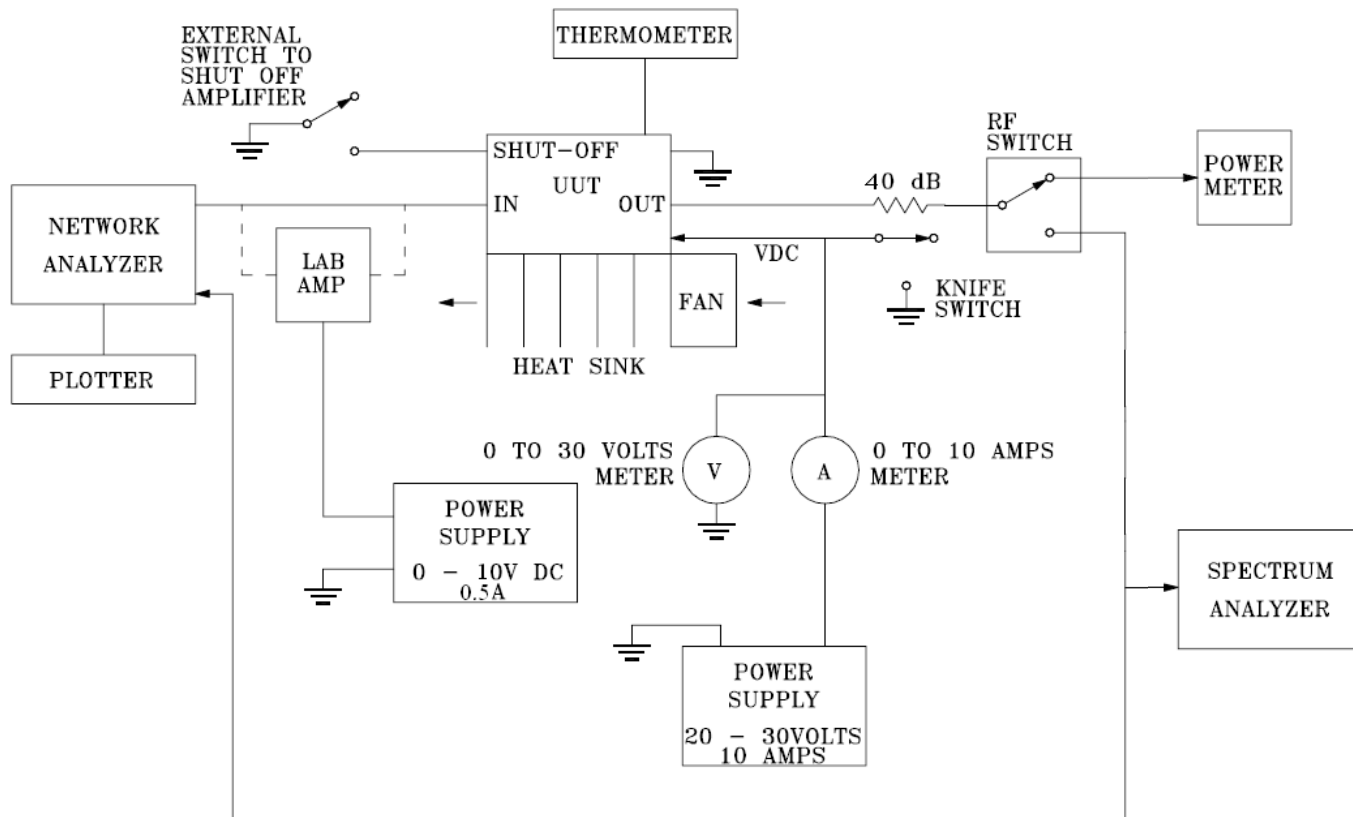 EXTERNAL
SWITCH TO
SHUT OFF
AMPLIFIER
THERMOMETER
SHUT-OFF
UUT
IN
OUT
40 dB
RF
SWITCH
POWER
METER
NETWORK
ANALYZER
LAB
AMP
VDC
FAN
KNIFE
SWITCH
PLOTTER
HEAT SINK
0 TO 30 VOLTS
METER
V
A
0 TO 10 AMPS
METER
POWER
SUPPLY
0 - 10V DC
0.5A
SPECTRUM
ANALYZER
POWER
SUPPLY
20 - 30VOLTS
10 AMPS